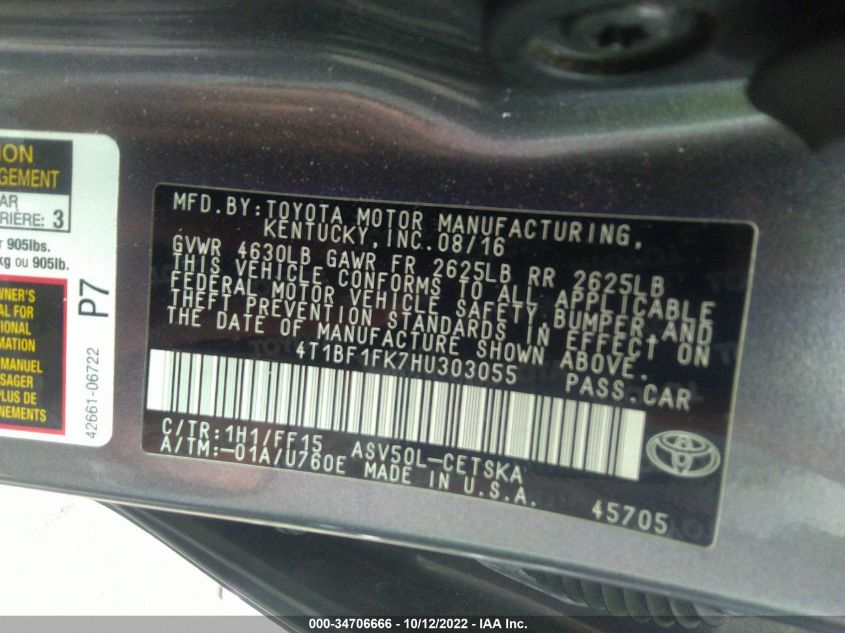 ION
GEMENT
AR
RIÈRE: 3
r 905lbs.
kg ou 905lb.
WNER'S
AL FOR
TIONAL
MATION
MANUEL
SAGER
PLUS DE
EMENTS
P7
42661-06722
MFD.BY:TOYOTA MOTOR MANUFACTURING,
KENTUCKY, INC. 08/16
GVWR 4630LB GAWR FR 2625LB RR 2625LB
THIS VEHICLE CONFORMS TO ALL APPLICABLE
FEDERAL MOTOR VEHICLE SAFETY, BUMPER, AND
THEFT PREVENTION STANDARDS IN EFFECT ON
THE DATE OF MANUFACTURE SHOWN ABOVE.
4T1BF1FK7HU303055 PASS.CAR
C/TR:1H1/FF15 ASV50L-CETSKA
A/TM:-01A/U760E MADE IN U.S.A.
45705
000-34706666 - 10/12/2022 - IAA Inc.